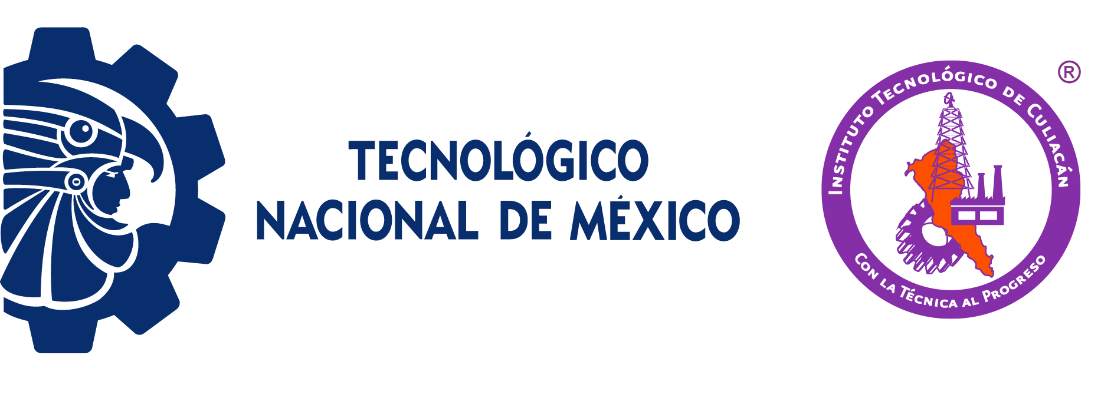 TECNOLÓGICO
NACIONAL DE MÉXICO
INSTITUTO TECNOLÓGICO DE CULIACÁN
CON LA TÉCNICA AL PROGRESO
®